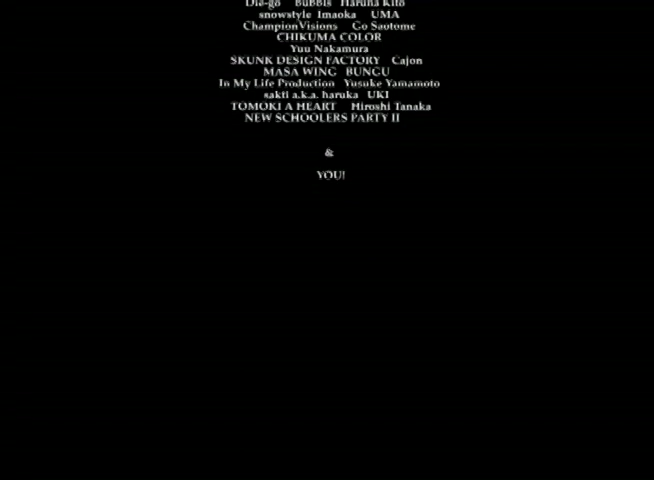 Die-go Bubbls Haruna Kito
snowstyle Imaoka UMA
ChampionVisions Go Saotome
CHIKUMA COLOR
Yuu Nakamura
SKUNK DESIGN FACTORY Cajon
MASA WING BUNGU
In My Life Production Yusuke Yamamoto
sakti a.k.a. haruka UKI
TOMOKI A HEART Hiroshi Tanaka
NEW SCHOOLERS PARTY II
&
YOU!